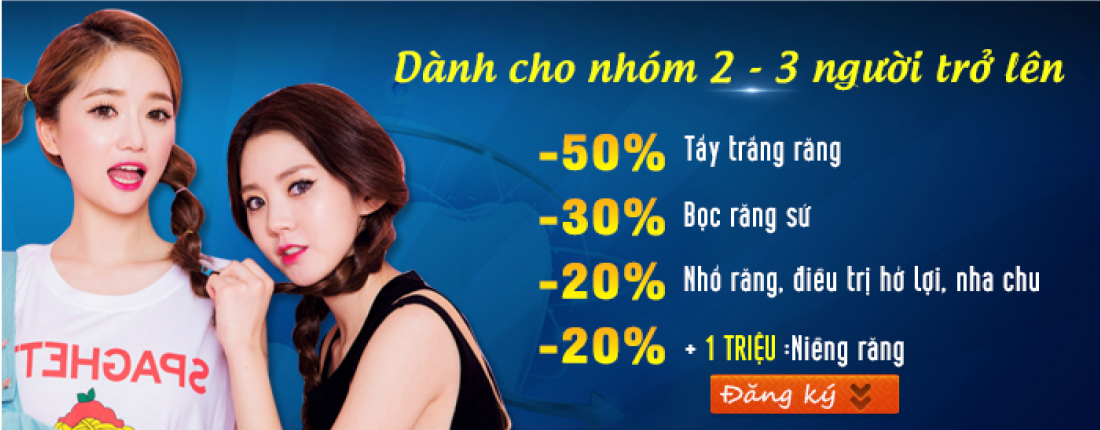 Dành cho nhóm 2 - 3 người trở lên
-50% Tẩy trắng răng
-30% Bọc răng sứ
-20% Nhổ răng, điều trị hở lợi, nha chu
-20% + 1 TRIỆU :Niềng răng
Đăng ký
SPAGHET